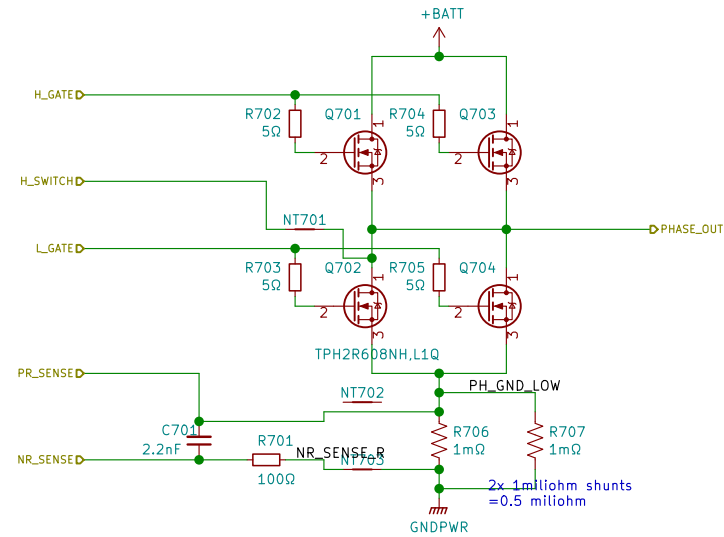 +BATT
H_GATE
R702
5Ω
Q701
1
2
3
R704
5Ω
Q703
1
2
3
H_SWITCH
NT701
PHASE_OUT
L_GATE
R703
5Ω
Q702
1
2
3
R705
5Ω
Q704
1
2
3
TPH2R608NH,L1Q
PR_SENSE
PH_GND_LOW
NT702
C701
2.2nF
R701
100Ω
NR_SENSE_R
NT703
NR_SENSE
R706
1mΩ
R707
1mΩ
2x 1miliohm shunts
=0.5 miliohm
GNDPWR